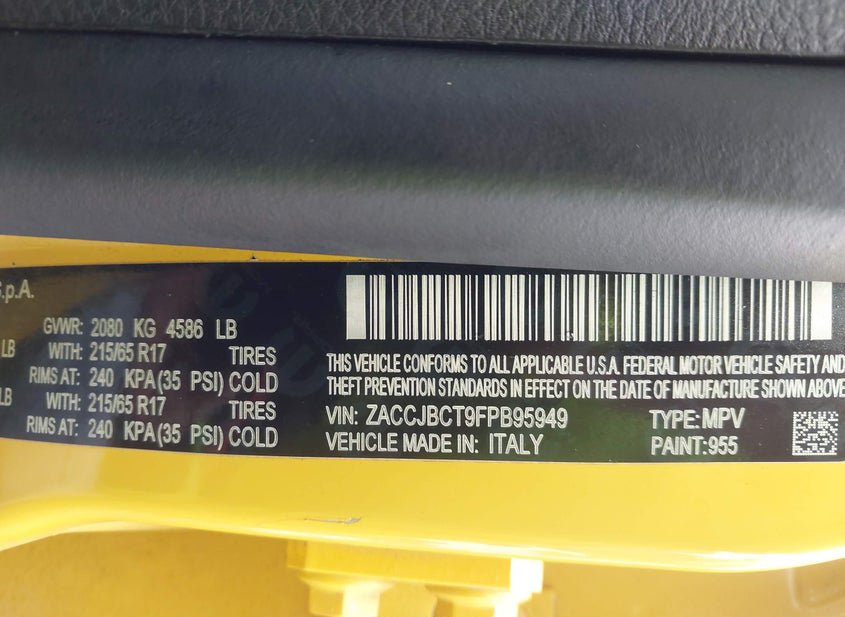 S.p.A.
GVWR: 2080 KG 4586 LB
LB WITH: 215/65 R17 TIRES
RIMS AT: 240 KPA(35 PSI) COLD
LB WITH: 215/65 R17 TIRES
RIMS AT: 240 KPA(35 PSI) COLD
THIS VEHICLE CONFORMS TO ALL APPLICABLE U.S.A. FEDERAL MOTOR VEHICLE SAFETY AND
THEFT PREVENTION STANDARDS IN EFFECT ON THE DATE OF MANUFACTURE SHOWN ABOVE
VIN: ZACCJBCT9FPB95949 TYPE: MPV
VEHICLE MADE IN: ITALY PAINT: 955